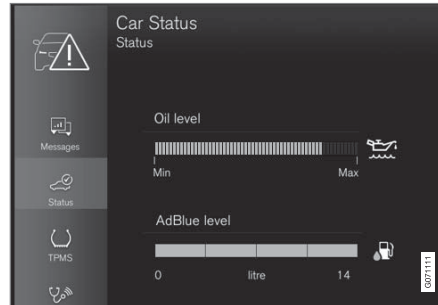 Car Status
Status
Messages
Status
TPMS
Oil level
Min Max
AdBlue level
0 litre 14
G071111